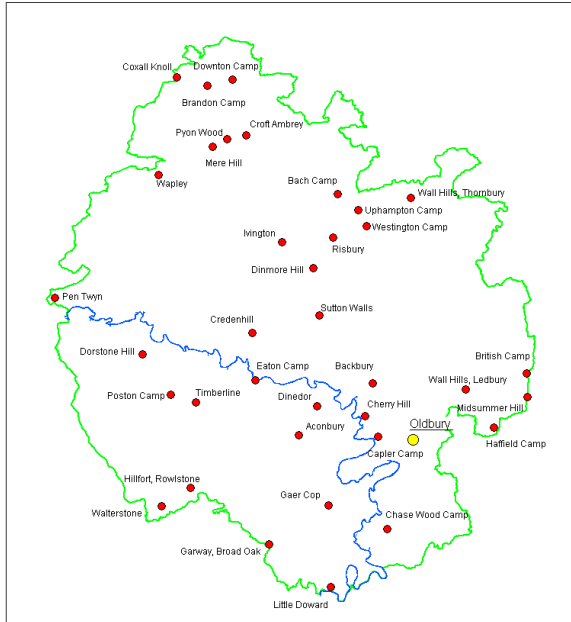 Coxall Knoll
Downton Camp
Brandon Camp
Pyon Wood
Croft Ambrey
Mere Hill
Wapley
Bach Camp
Wall Hills, Thornbury
Uphampton Camp
Westington Camp
Ivington
Risbury
Dinmore Hill
Pen Twyn
Sutton Walls
Credenhill
Dorstone Hill
Eaton Camp
Backbury
British Camp
Wall Hills, Ledbury
Poston Camp
Timberline
Dinedor
Cherry Hill
Midsummer Hill
Oldbury
Aconbury
Capler Camp
Haffield Camp
Hillfort, Rowlstone
Walterstone
Gaer Cop
Chase Wood Camp
Garway, Broad Oak
Little Doward